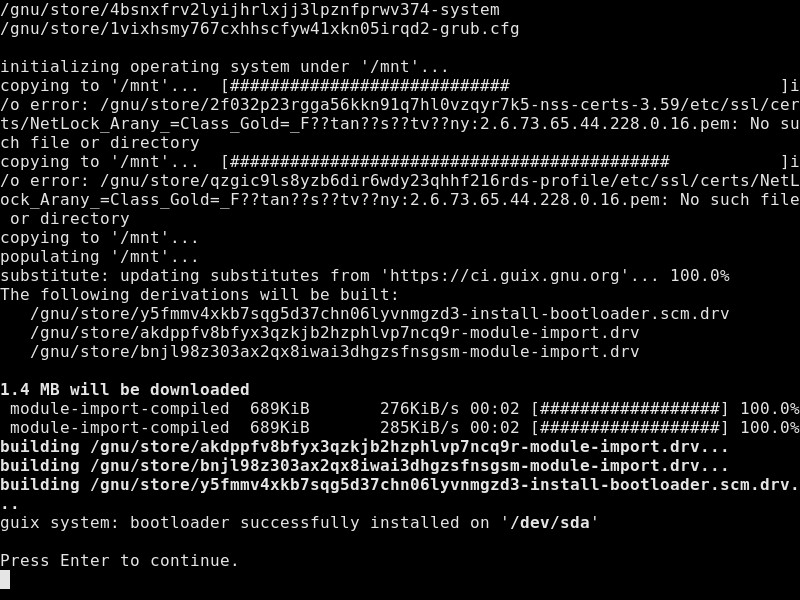 /gnu/store/4bsnxfrv2lyijhrlxjj3lpznfprwv374-system
/gnu/store/1vixhsmy767cxhhscfyw41xkn05irqd2-grub.cfg
initializing operating system under '/mnt'...
copying to '/mnt'...  [############################                           ]i
/o error: /gnu/store/2f032p23rgga56kkn91q7hl0vzqyr7k5-nss-certs-3.59/etc/ssl/cer
ts/NetLock_Arany_=Class_Gold=_F??tan??s??tv??ny:2.6.73.65.44.228.0.16.pem: No su
ch file or directory
copying to '/mnt'...  [############################################           ]i
/o error: /gnu/store/qzgic9ls8yzb6dir6wdy23qhhf216rds-profile/etc/ssl/certs/NetL
ock_Arany_=Class_Gold=_F??tan??s??tv??ny:2.6.73.65.44.228.0.16.pem: No such file
 or directory
copying to '/mnt'...
populating '/mnt'...
substitute: updating substitutes from 'https://ci.guix.gnu.org'... 100.0%
The following derivations will be built:
   /gnu/store/y5fmmv4xkb7sqg5d37chn06lyvnmgzd3-install-bootloader.scm.drv
   /gnu/store/akdppfv8bfyx3qzkjb2hzphlvp7ncq9r-module-import.drv
   /gnu/store/bnjl98z303ax2qx8iwai3dhgzsfnsgsm-module-import.drv
1.4 MB will be downloaded
 module-import-compiled  689KiB       276KiB/s 00:02 [##################] 100.0%
 module-import-compiled  689KiB       285KiB/s 00:02 [##################] 100.0%
building /gnu/store/akdppfv8bfyx3qzkjb2hzphlvp7ncq9r-module-import.drv...
building /gnu/store/bnjl98z303ax2qx8iwai3dhgzsfnsgsm-module-import.drv...
building /gnu/store/y5fmmv4xkb7sqg5d37chn06lyvnmgzd3-install-bootloader.scm.drv.
..
guix system: bootloader successfully installed on '/dev/sda'
Press Enter to continue.